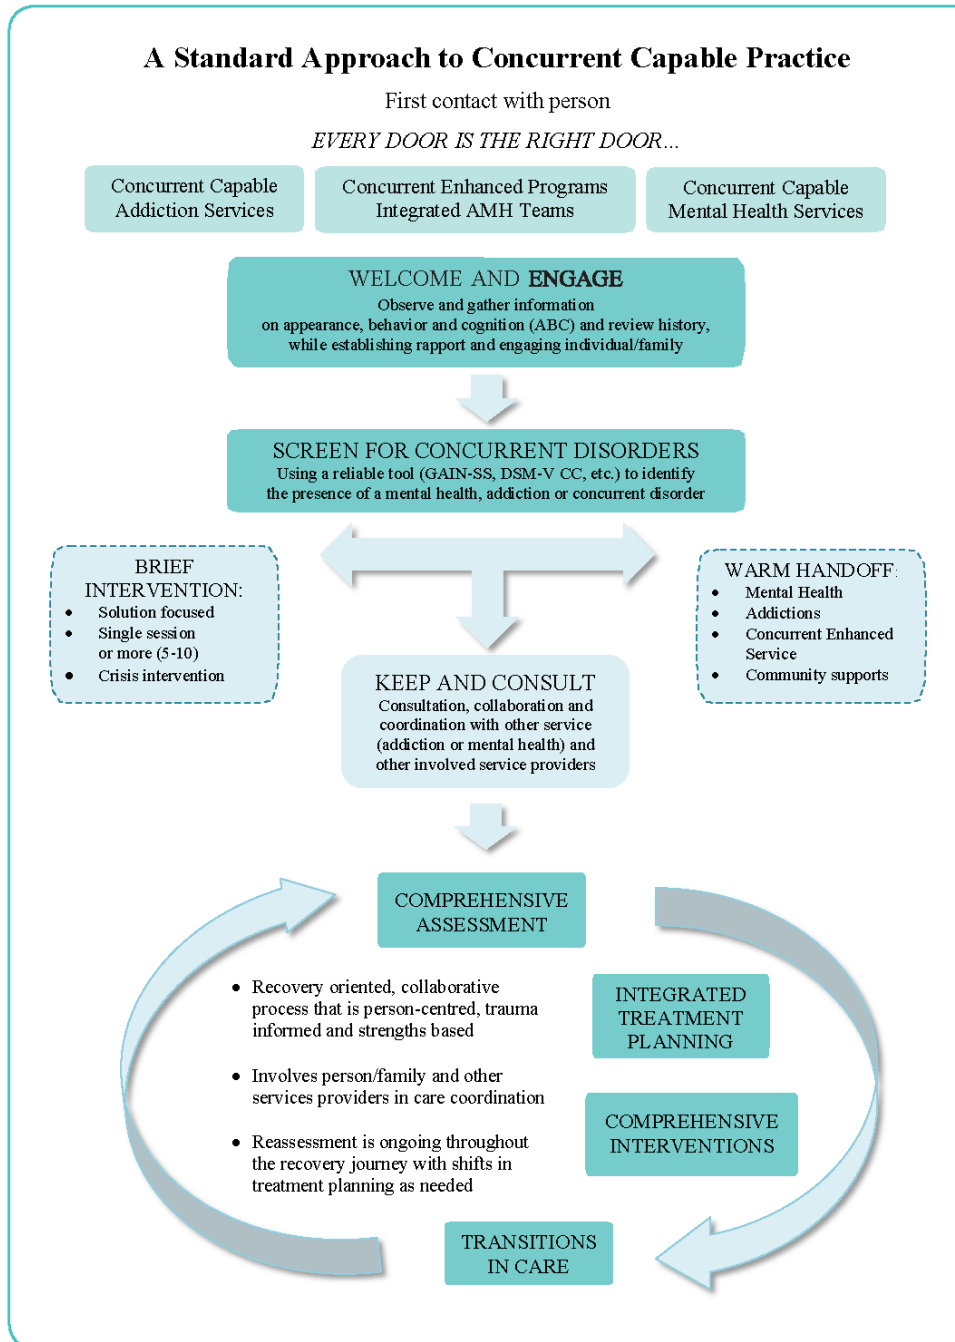 A Standard Approach to Concurrent Capable Practice
First contact with person
EVERY DOOR IS THE RIGHT DOOR...
Concurrent Capable
Addiction Services
Concurrent Enhanced Programs
Integrated AMH Teams
Concurrent Capable
Mental Health Services
WELCOME AND ENGAGE
Observe and gather information
on appearance, behavior and cognition (ABC) and review history,
while establishing rapport and engaging individual/family
SCREEN FOR CONCURRENT DISORDERS
Using a reliable tool (GAIN-SS, DSM-V CC, etc.) to identify
the presence of a mental health, addiction or concurrent disorder
BRIEF
INTERVENTION:
• Solution focused
• Single session
or more (5-10)
• Crisis intervention
WARM HANDOFF:
• Mental Health
• Addictions
• Concurrent Enhanced
Service
• Community supports
KEEP AND CONSULT
Consultation, collaboration and
coordination with other service
(addiction or mental health) and
other involved service providers
COMPREHENSIVE
ASSESSMENT
• Recovery oriented, collaborative
process that is person-centred, trauma
informed and strengths based
• Involves person/family and other
services providers in care coordination
• Reassessment is ongoing throughout
the recovery journey with shifts in
treatment planning as needed
INTEGRATED
TREATMENT
PLANNING
COMPREHENSIVE
INTERVENTIONS
TRANSITIONS
IN CARE